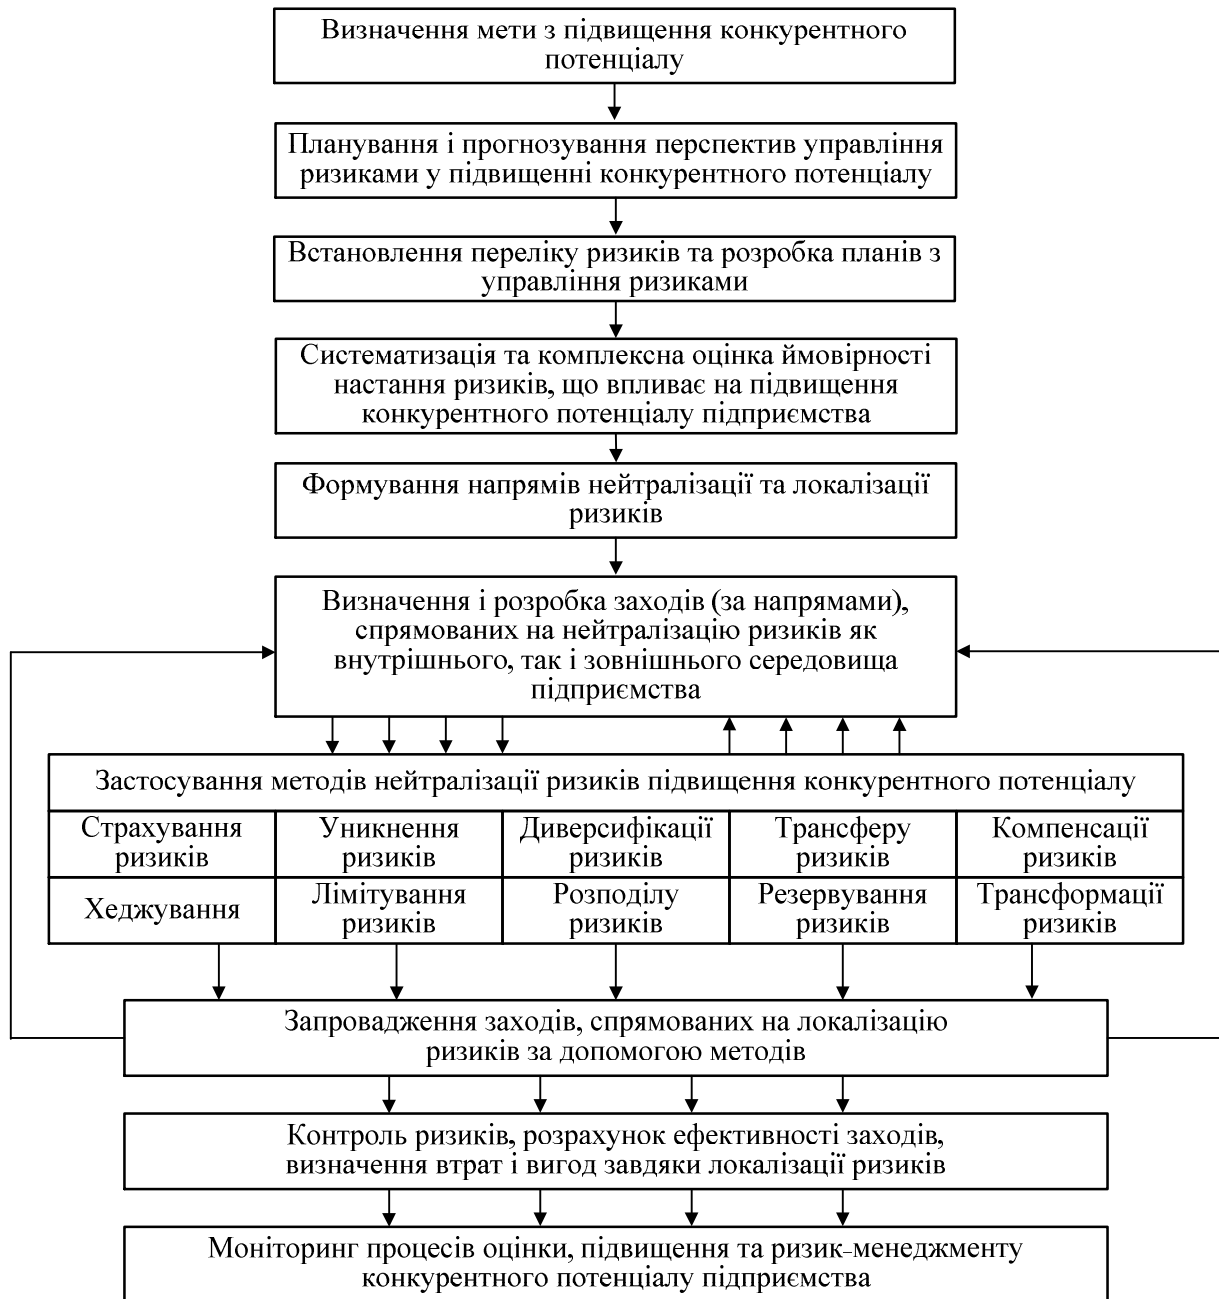 Визначення мети з підвищення конкурентного
потенціалу
Планування і прогнозування перспектив управління
ризиками у підвищенні конкурентного потенціалу
Встановлення переліку ризиків та розробка планів з
управління ризиками
Систематизація та комплексна оцінка ймовірності
настання ризиків, що впливає на підвищення
конкурентного потенціалу підприємства
Формування напрямів нейтралізації та локалізації
ризиків
Визначення і розробка заходів (за напрямами),
спрямованих на нейтралізацію ризиків як
внутрішнього, так і зовнішнього середовища
підприємства
Застосування методів нейтралізації ризиків підвищення конкурентного потенціалу
Страхування
ризиків
Уникнення
ризиків
Диверсифікації
ризиків
Трансферу
ризиків
Компенсації
ризиків
Хеджування
Лімітування
ризиків
Розподілу
ризиків
Резервування
ризиків
Трансформації
ризиків
Запровадження заходів, спрямованих на локалізацію
ризиків за допомогою методів
Контроль ризиків, розрахунок ефективності заходів,
визначення втрат і вигод завдяки локалізації ризиків
Моніторинг процесів оцінки, підвищення та ризик-менеджменту
конкурентного потенціалу підприємства